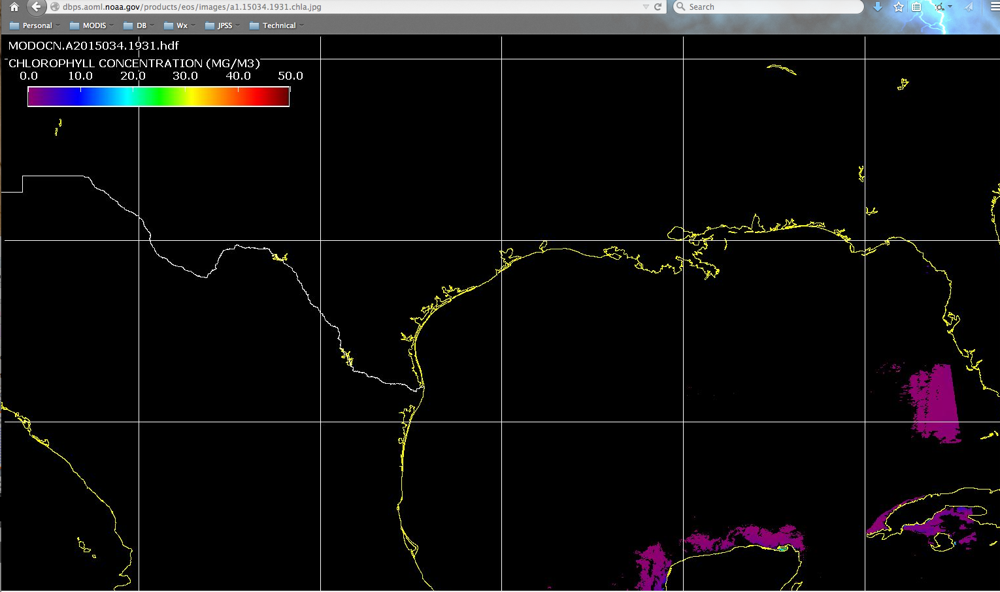 dbps.aoml.noaa.gov/products/eos/images/a1.15034.1931.chla.jpg
Search
Personal MODIS DB Wx JPSS Technical
MODOCN.A2015034.1931.hdf
CHLOROPHYLL CONCENTRATION (MG/M3)
0.0 10.0 20.0 30.0 40.0 50.0